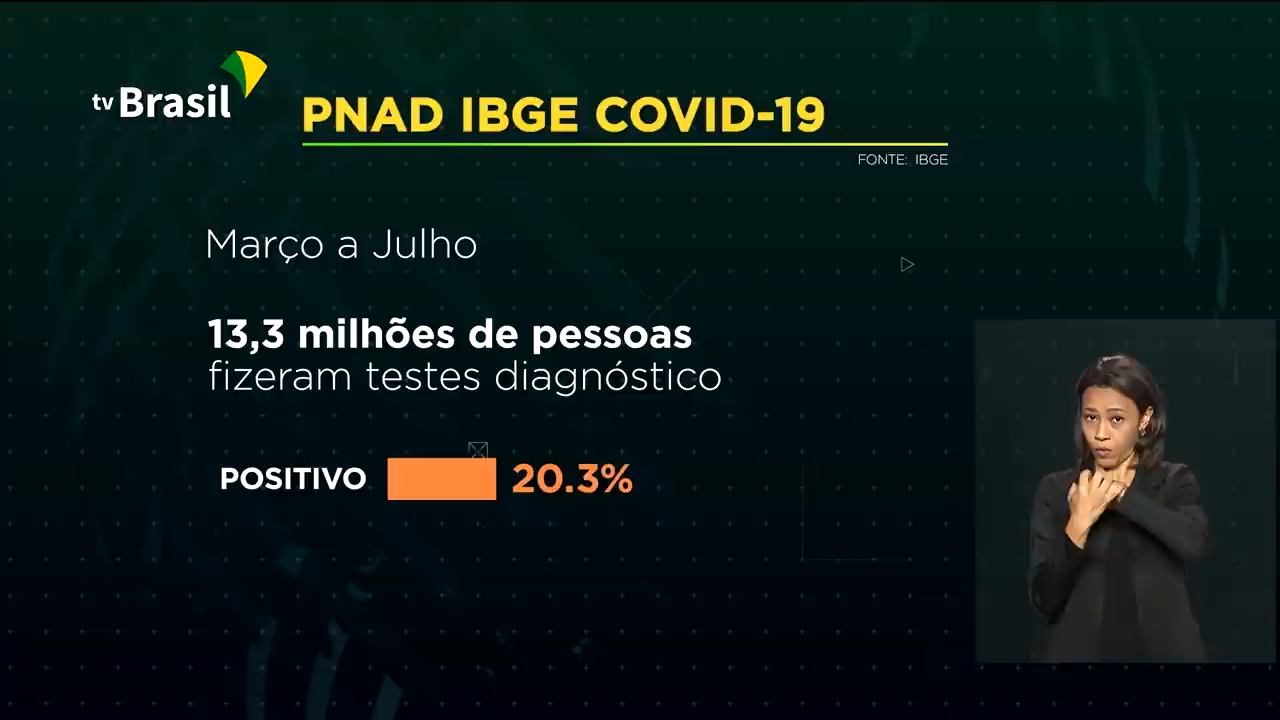 tv Brasil
PNAD IBGE COVID-19
FONTE: IBGE
Março a Julho
13,3 milhões de pessoas
fizeram testes diagnóstico
POSITIVO 20.3%